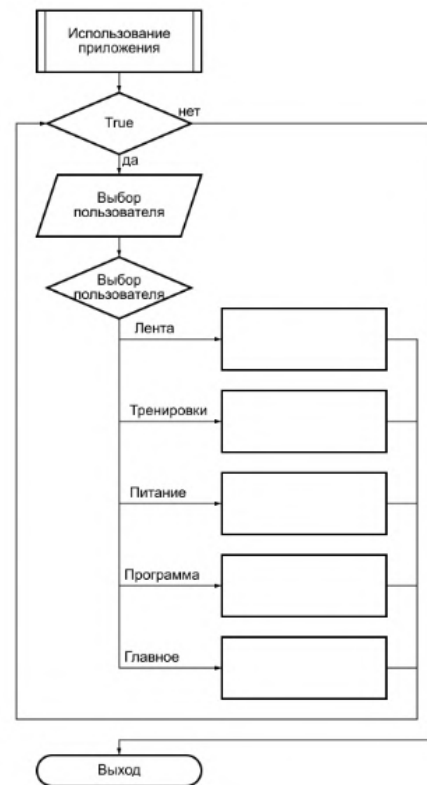 Использование
приложения
нет
True
да
Выбор
пользователя
Выбор
пользователя
Лента
Тренировки
Питание
Программа
Главное
Выход